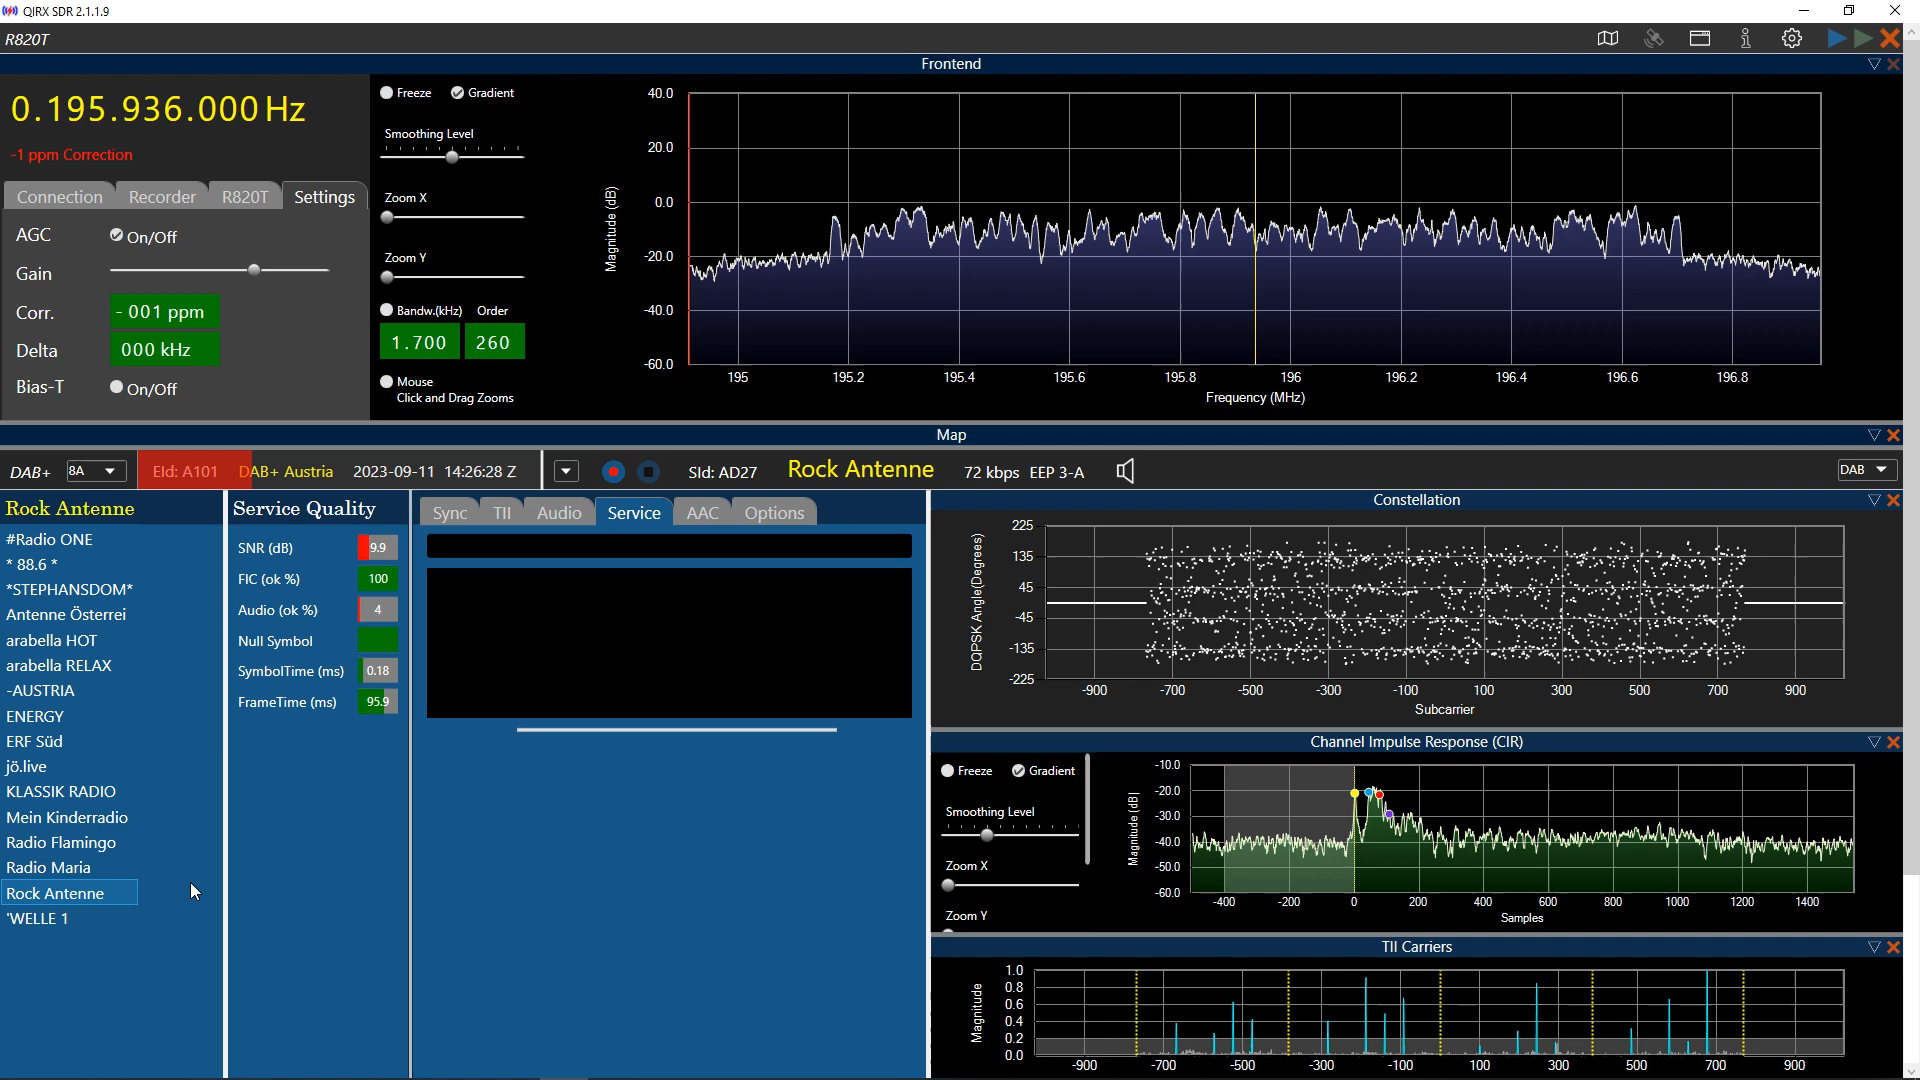 QIRX SDR 2.1.1.9
R820T
Frontend
0.195.936.000 Hz
-1 ppm Correction
Connection Recorder R820T Settings
AGC On/Off
Gain
Corr. - 001 ppm
Delta 000 kHz
Bias-T On/Off
Freeze Gradient
Smoothing Level
Zoom X
Zoom Y
Bandw.(kHz) Order
1.700 260
Mouse
Click and Drag Zooms
Magnitude (dB)
40.0
20.0
0.0
-20.0
-40.0
-60.0
195 195.2 195.4 195.6 195.8 196 196.2 196.4 196.6 196.8
Frequency (MHz)
Map
DAB+ 8A EId: A101 DAB+ Austria 2023-09-11 14:26:28 Z SId: AD27 Rock Antenne 72 kbps EEP 3-A DAB
Rock Antenne
#Radio ONE
* 88.6 *
*STEPHANSDOM*
Antenne Österrei
arabella HOT
arabella RELAX
-AUSTRIA
ENERGY
ERF Süd
jö.live
KLASSIK RADIO
Mein Kinderradio
Radio Flamingo
Radio Maria
Rock Antenne
'WELLE 1
Service Quality
SNR (dB) 9.9
FIC (ok %) 100
Audio (ok %) 4
Null Symbol
SymbolTime (ms) 0.18
FrameTime (ms) 95.9
Sync TII Audio Service AAC Options
Constellation
DQPSK Angle(Degrees)
225
135
45
-45
-135
-225
-900 -700 -500 -300 -100 100 300 500 700 900
Subcarrier
Channel Impulse Response (CIR)
Freeze Gradient
Smoothing Level
Zoom X
Zoom Y
Magnitude [dB]
-10.0
-20.0
-30.0
-40.0
-50.0
-60.0
-400 -200 0 200 400 600 800 1000 1200 1400
Samples
TII Carriers
Magnitude
1.0
0.8
0.6
0.4
0.2
0.0
-900 -700 -500 -300 -100 100 300 500 700 900